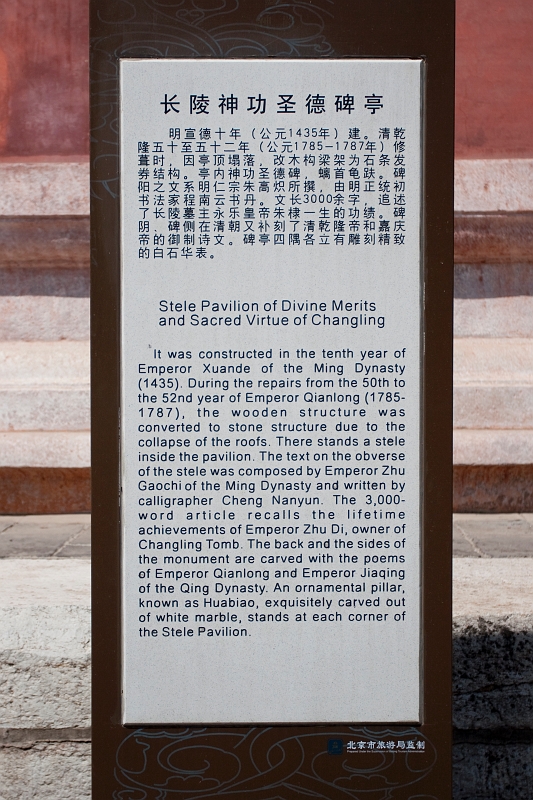 长陵神功圣德碑亭
明宣德十年（公元1435年）建。清乾
隆五十至五十二年（公元1785-1787年）修
葺时，因亭顶塌落，改木构梁架为石条发
券结构。亭内神功圣德碑，螭首龟趺。碑
阳之文系明仁宗朱高炽所撰，由明正统初
书法家程南云书丹。文长3000余字，追述
了长陵墓主永乐皇帝朱棣一生的功绩。碑
阴、碑侧在清朝又补刻了清乾隆帝和嘉庆
帝的御制诗文。碑亭四隅各立有雕刻精致
的白石华表。
Stele Pavilion of Divine Merits
and Sacred Virtue of Changling
It was constructed in the tenth year of
Emperor Xuande of the Ming Dynasty
(1435). During the repairs from the 50th to
the 52nd year of Emperor Qianlong (1785-
1787), the wooden structure was
converted to stone structure due to the
collapse of the roofs. There stands a stele
inside the pavilion. The text on the obverse
of the stele was composed by Emperor Zhu
Gaochi of the Ming Dynasty and written by
calligrapher Cheng Nanyun. The 3,000-
word article recalls the lifetime
achievements of Emperor Zhu Di, owner of
Changling Tomb. The back and the sides of
the monument are carved with the poems
of Emperor Qianlong and Emperor Jiaqing
of the Qing Dynasty. An ornamental pillar,
known as Huabiao, exquisitely carved out
of white marble, stands at each corner of
the Stele Pavilion.
北京市旅游局监制